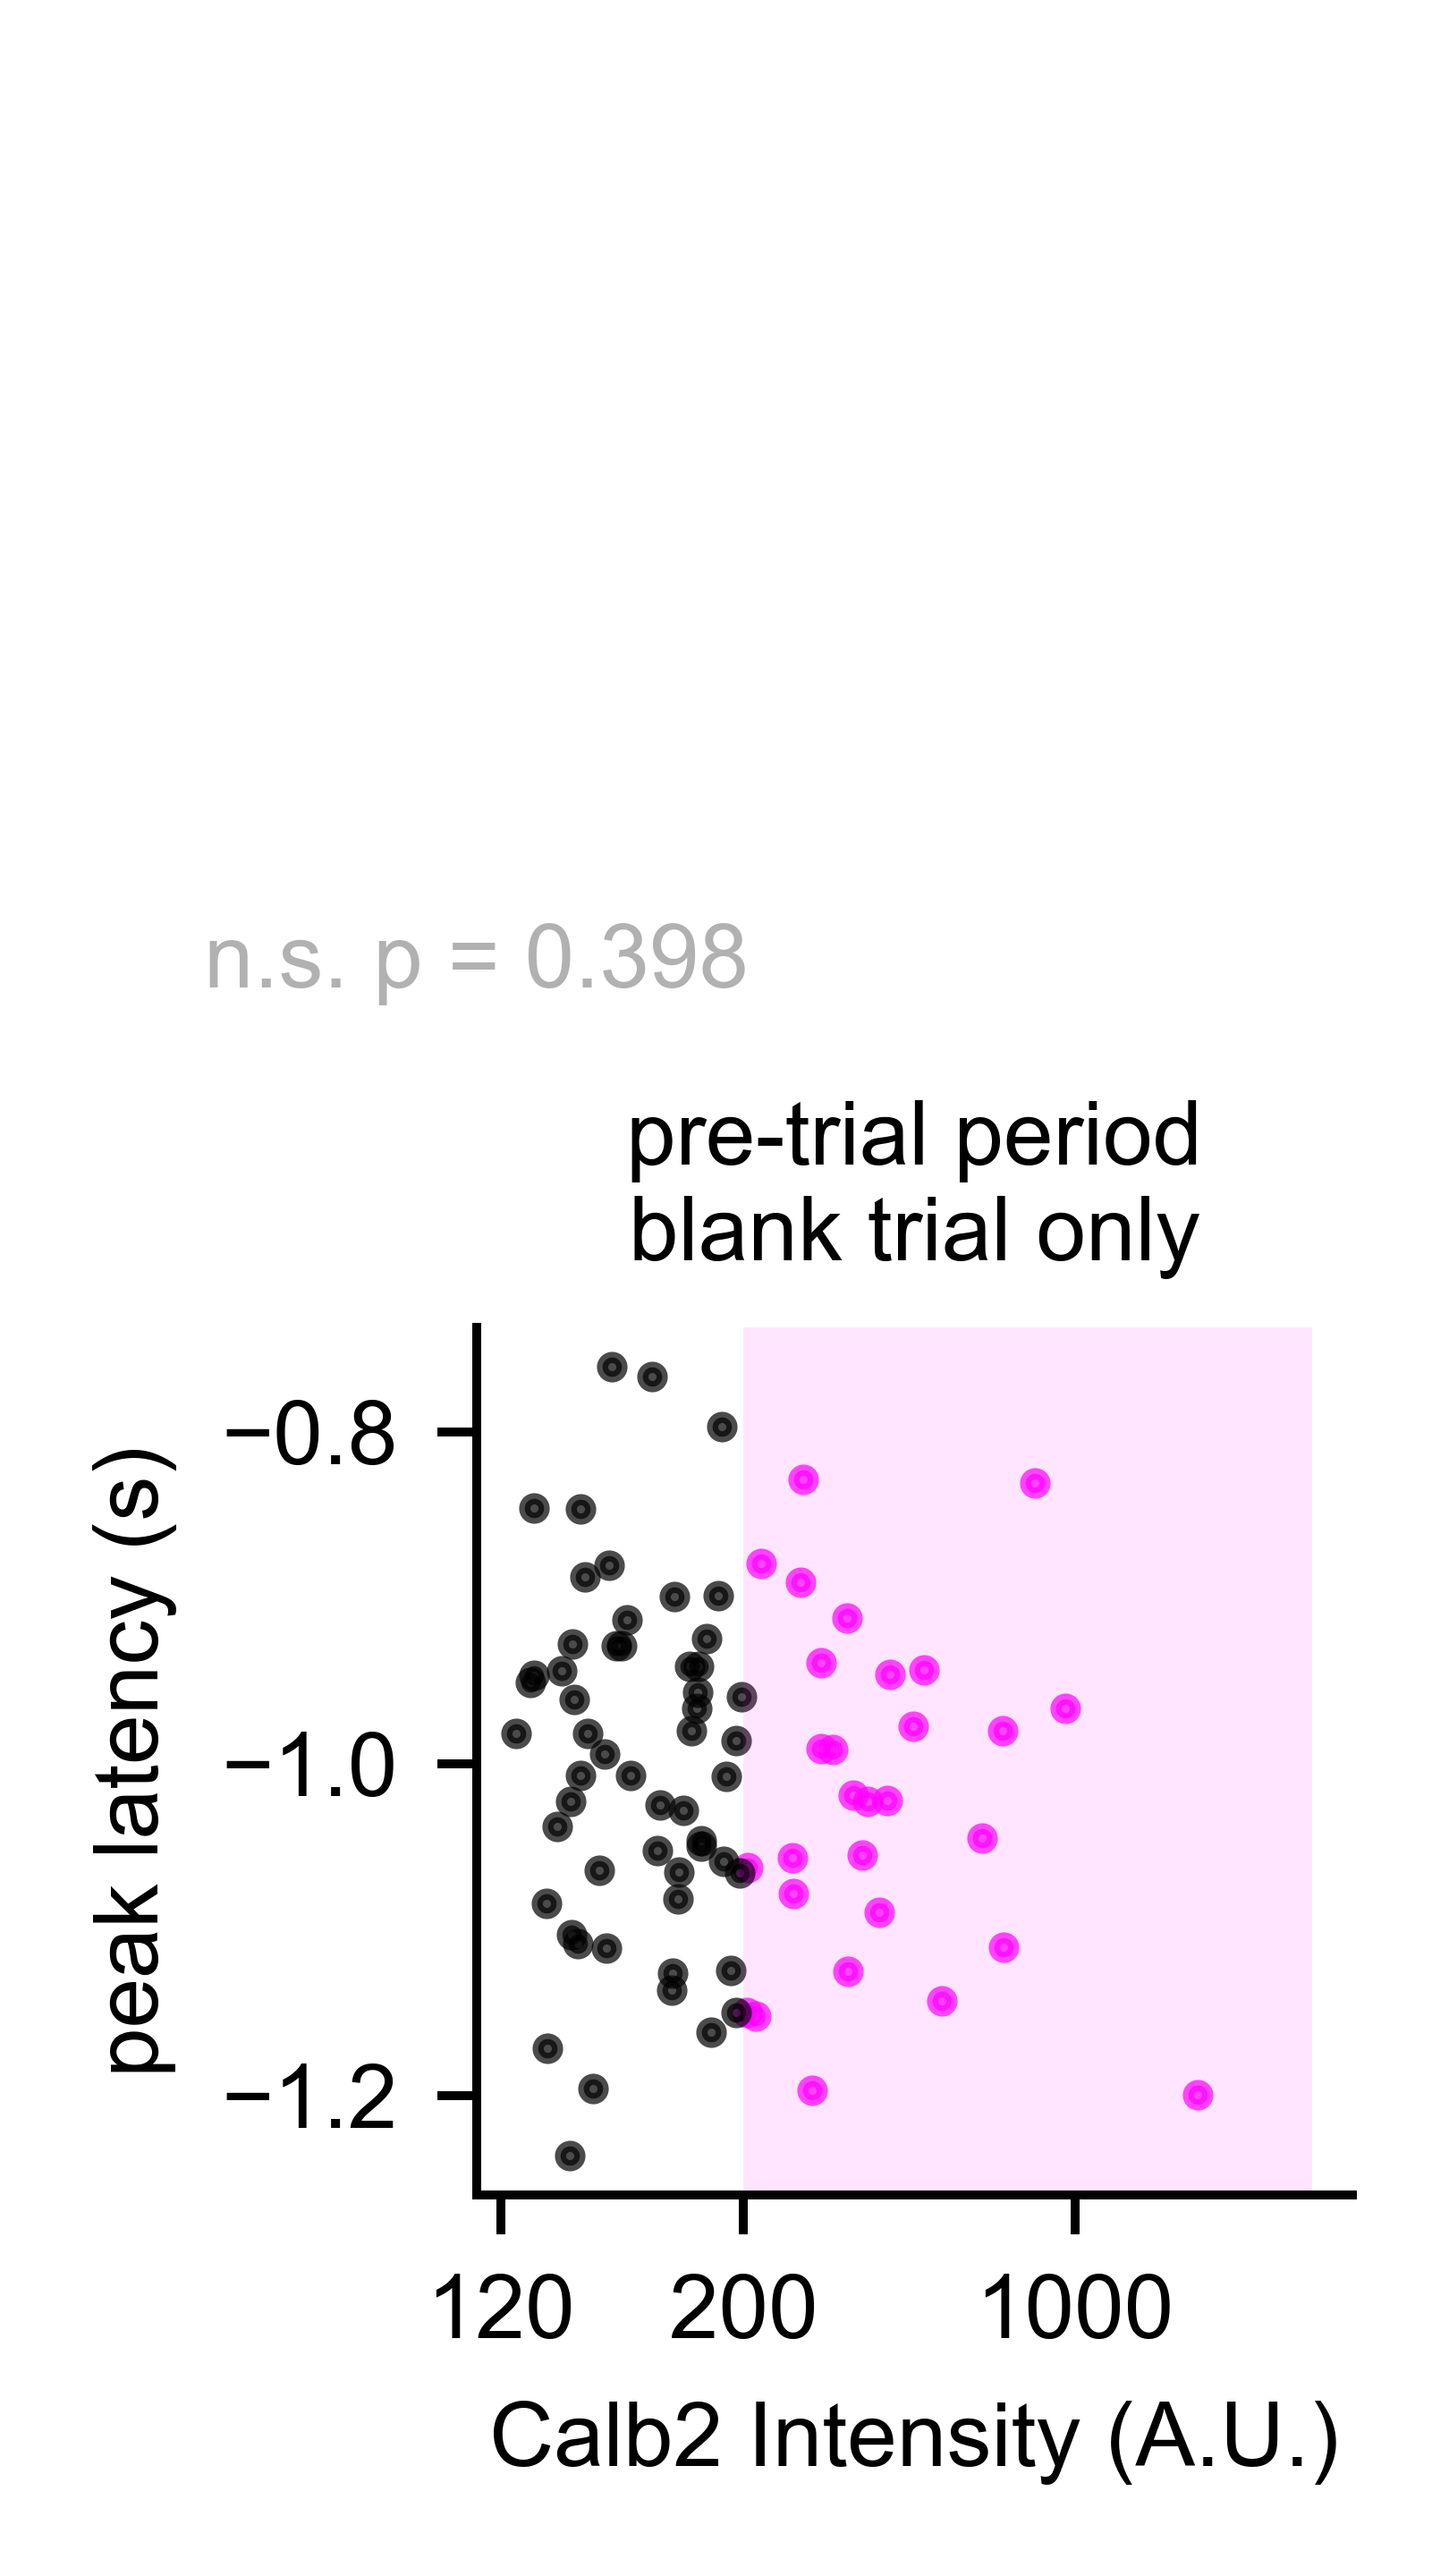 n.s. p = 0.398
pre-trial period
blank trial only
peak latency (s)
−0.8
−1.0
−1.2
120 200 1000
Calb2 Intensity (A.U.)